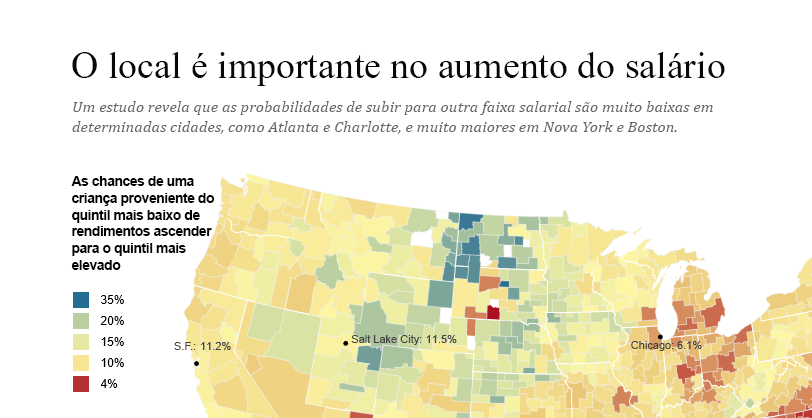 O local é importante no aumento do salário
Um estudo revela que as probabilidades de subir para outra faixa salarial são muito baixas em
determinadas cidades, como Atlanta e Charlotte, e muito maiores em Nova York e Boston.
As chances de uma
criança proveniente do
quintil mais baixo de
rendimentos ascender
para o quintil mais
elevado
35%
20%
15%
10%
4%
S.F.: 11.2%
Salt Lake City: 11.5%
Chicago: 6.1%